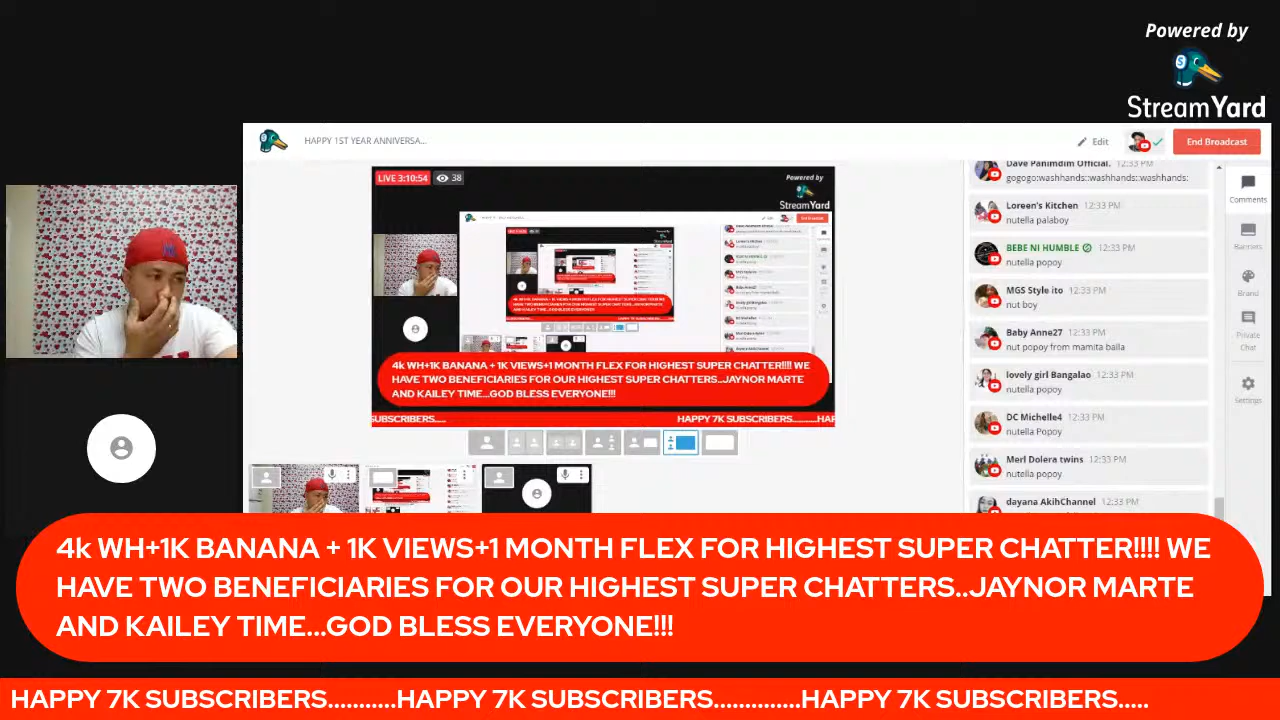 Powered by
StreamYard
HAPPY 1ST YEAR ANNIVERSA...
Edit
End Broadcast
LIVE 3:10:54
38
Powered by
StreamYard
4k WH+1K BANANA + 1K VIEWS+1 MONTH FLEX FOR HIGHEST SUPER CHATTER!!!! WE
HAVE TWO BENEFICIARIES FOR OUR HIGHEST SUPER CHATTERS..JAYNOR MARTE
AND KAILEY TIME...GOD BLESS EVERYONE!!!
SUBSCRIBERS.....
HAPPY 7K SUBSCRIBERS...........HAP
Dave Panimdim Official. 12:33 PM
gogogo:washhands::washhands::washhands:
Loreen's Kitchen 12:33 PM
nutella palaboy
BEBE NI HUMBLE 12:33 PM
nutella popoy
MGS Style ito 12:33 PM
nut boy
Baby Anne27 12:33 PM
nut popoy from mamita balla
lovely girl Bangalao 12:33 PM
nutella popoy
DC Michelle4 12:33 PM
nutella Popoy
Merl Dolera twins 12:33 PM
nutella popoy
dayana AkihChannel 12:33 PM
Comments
Banners
Brand
Private
Chat
Settings
4k WH+1K BANANA + 1K VIEWS+1 MONTH FLEX FOR HIGHEST SUPER CHATTER!!!! WE
HAVE TWO BENEFICIARIES FOR OUR HIGHEST SUPER CHATTERS..JAYNOR MARTE
AND KAILEY TIME...GOD BLESS EVERYONE!!!
HAPPY 7K SUBSCRIBERS...........HAPPY 7K SUBSCRIBERS..............HAPPY 7K SUBSCRIBERS.....